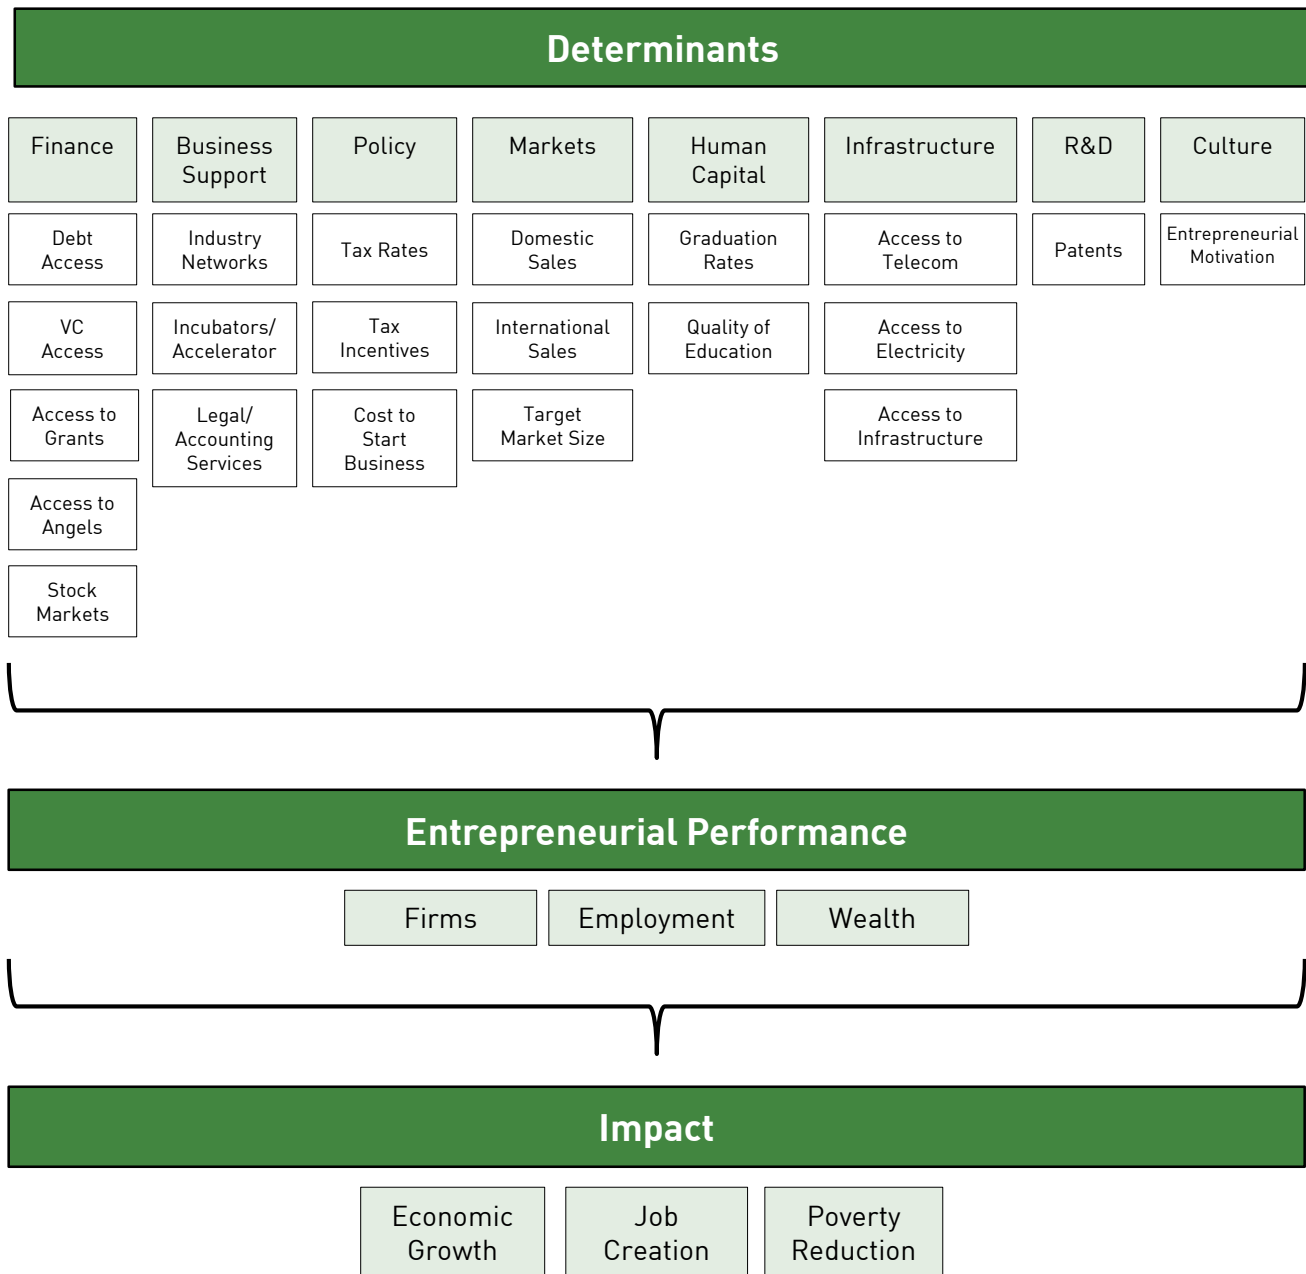 Determinants
Finance
Business
Support
Policy
Markets
Human
Capital
Infrastructure
R&D
Culture
Debt
Access
Industry
Networks
Tax Rates
Domestic
Sales
Graduation
Rates
Access to
Telecom
Patents
Entrepreneurial
Motivation
VC
Access
Incubators/
Accelerator
Tax
Incentives
International
Sales
Quality of
Education
Access to
Electricity
Access to
Grants
Legal/
Accounting
Services
Cost to
Start
Business
Target
Market Size
Access to
Infrastructure
Access to
Angels
Stock
Markets
Entrepreneurial Performance
Firms
Employment
Wealth
Impact
Economic
Growth
Job
Creation
Poverty
Reduction